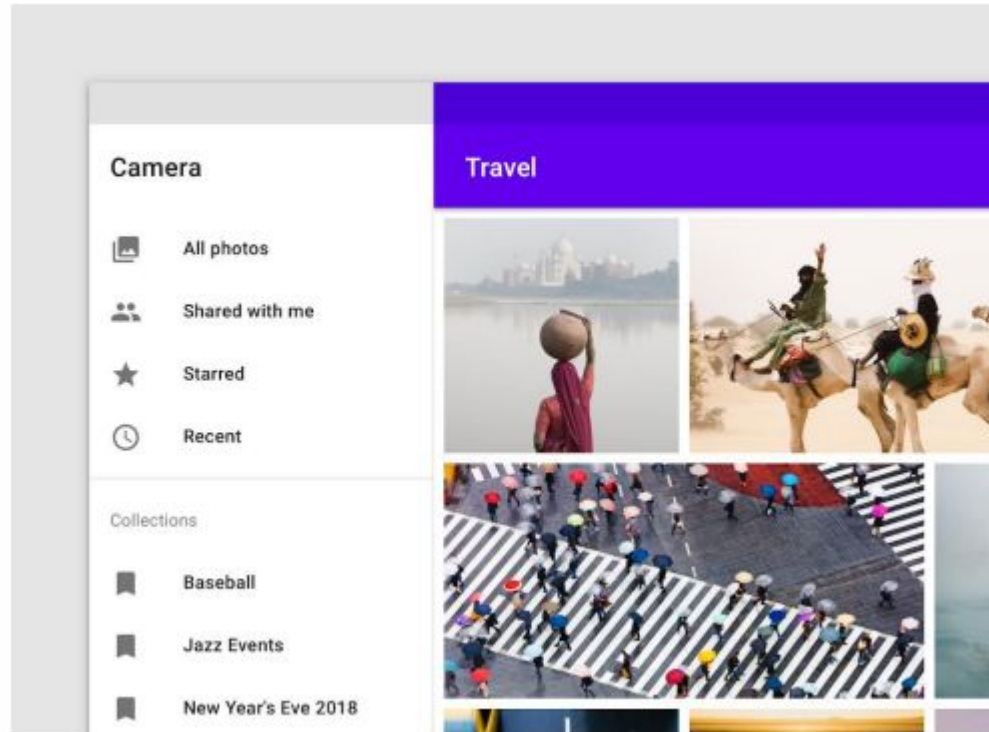 Camera
Travel
All photos
Shared with me
Starred
Recent
Collections
Baseball
Jazz Events
New Year's Eve 2018